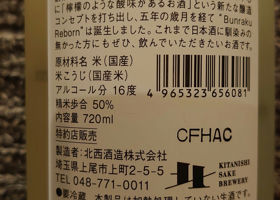 に「檸檬のような酸味があるお酒」という新たな醸造
コンセプトを打ち出し、五年の歳月を経て"Bunraku
Reborn"は誕生しました。これまで日本酒に馴染みの
無かった方にもぜひ、飲んでいただきたいお酒です。
原材料名 米(国産)
米こうじ(国産米)
アルコール分 16度
精米歩合 50%
内容量 720ml
特約店販売
製造者：北西酒造株式会社
埼玉県上尾市上町2-5-5
TEL 048-771-0011
4965323656081
CFHAC
KITANISHI
SAKE
BREWERY
●要冷蔵